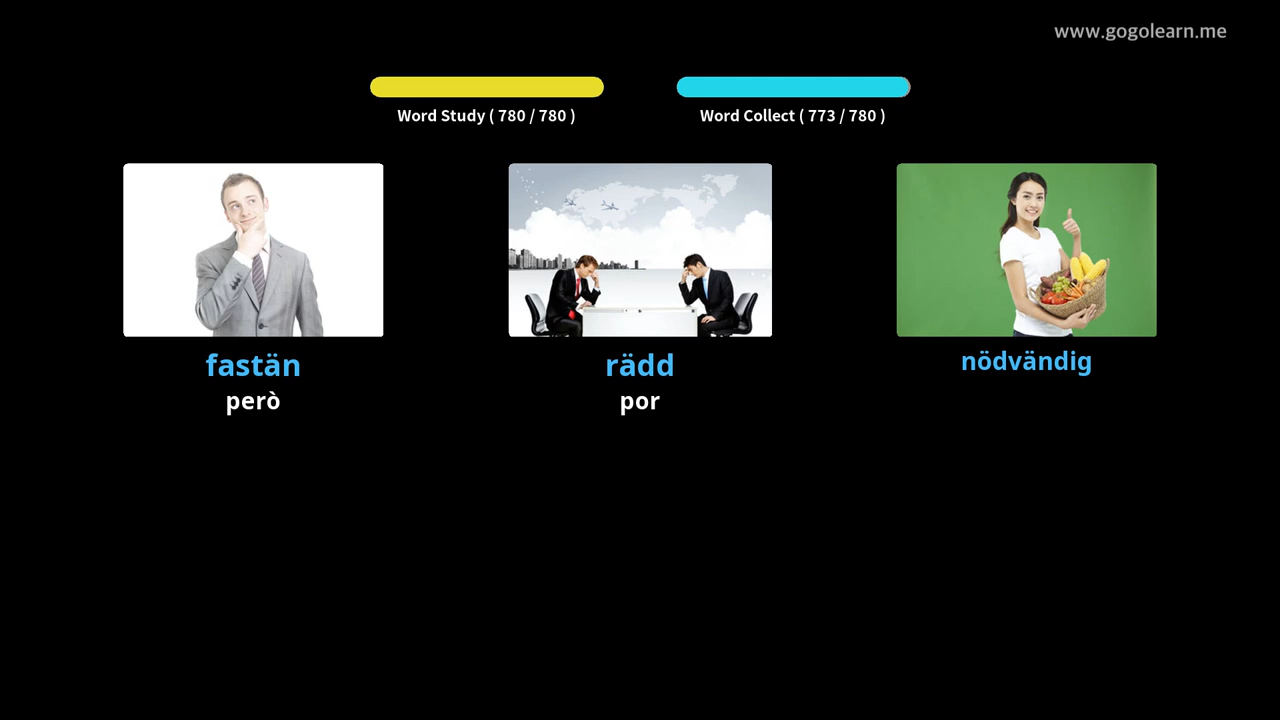 www.gogolearn.me
Word Study ( 780 / 780 )
Word Collect ( 773 / 780 )
fastän
rädd
nödvändig
però
por